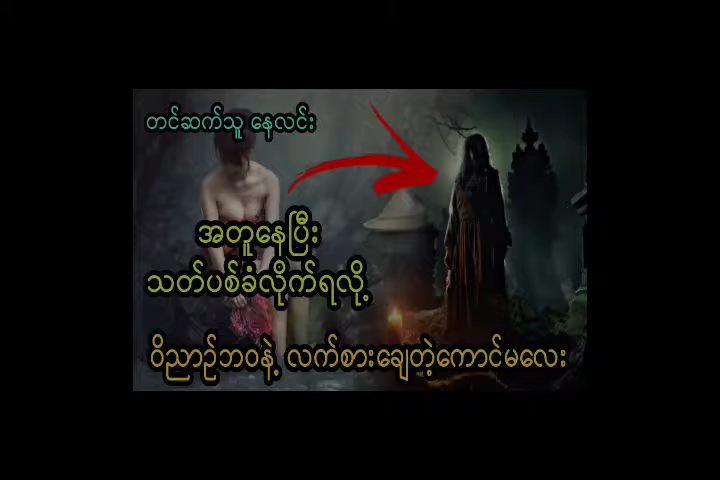 တင်ဆက်သူ နေလင်း
အတူနေပြီး
သတ်ပစ်ခံလိုက်ရလို့
ဝိညာဉ်ဘဝနဲ့ လက်စားချေတဲ့ကောင်မလေး